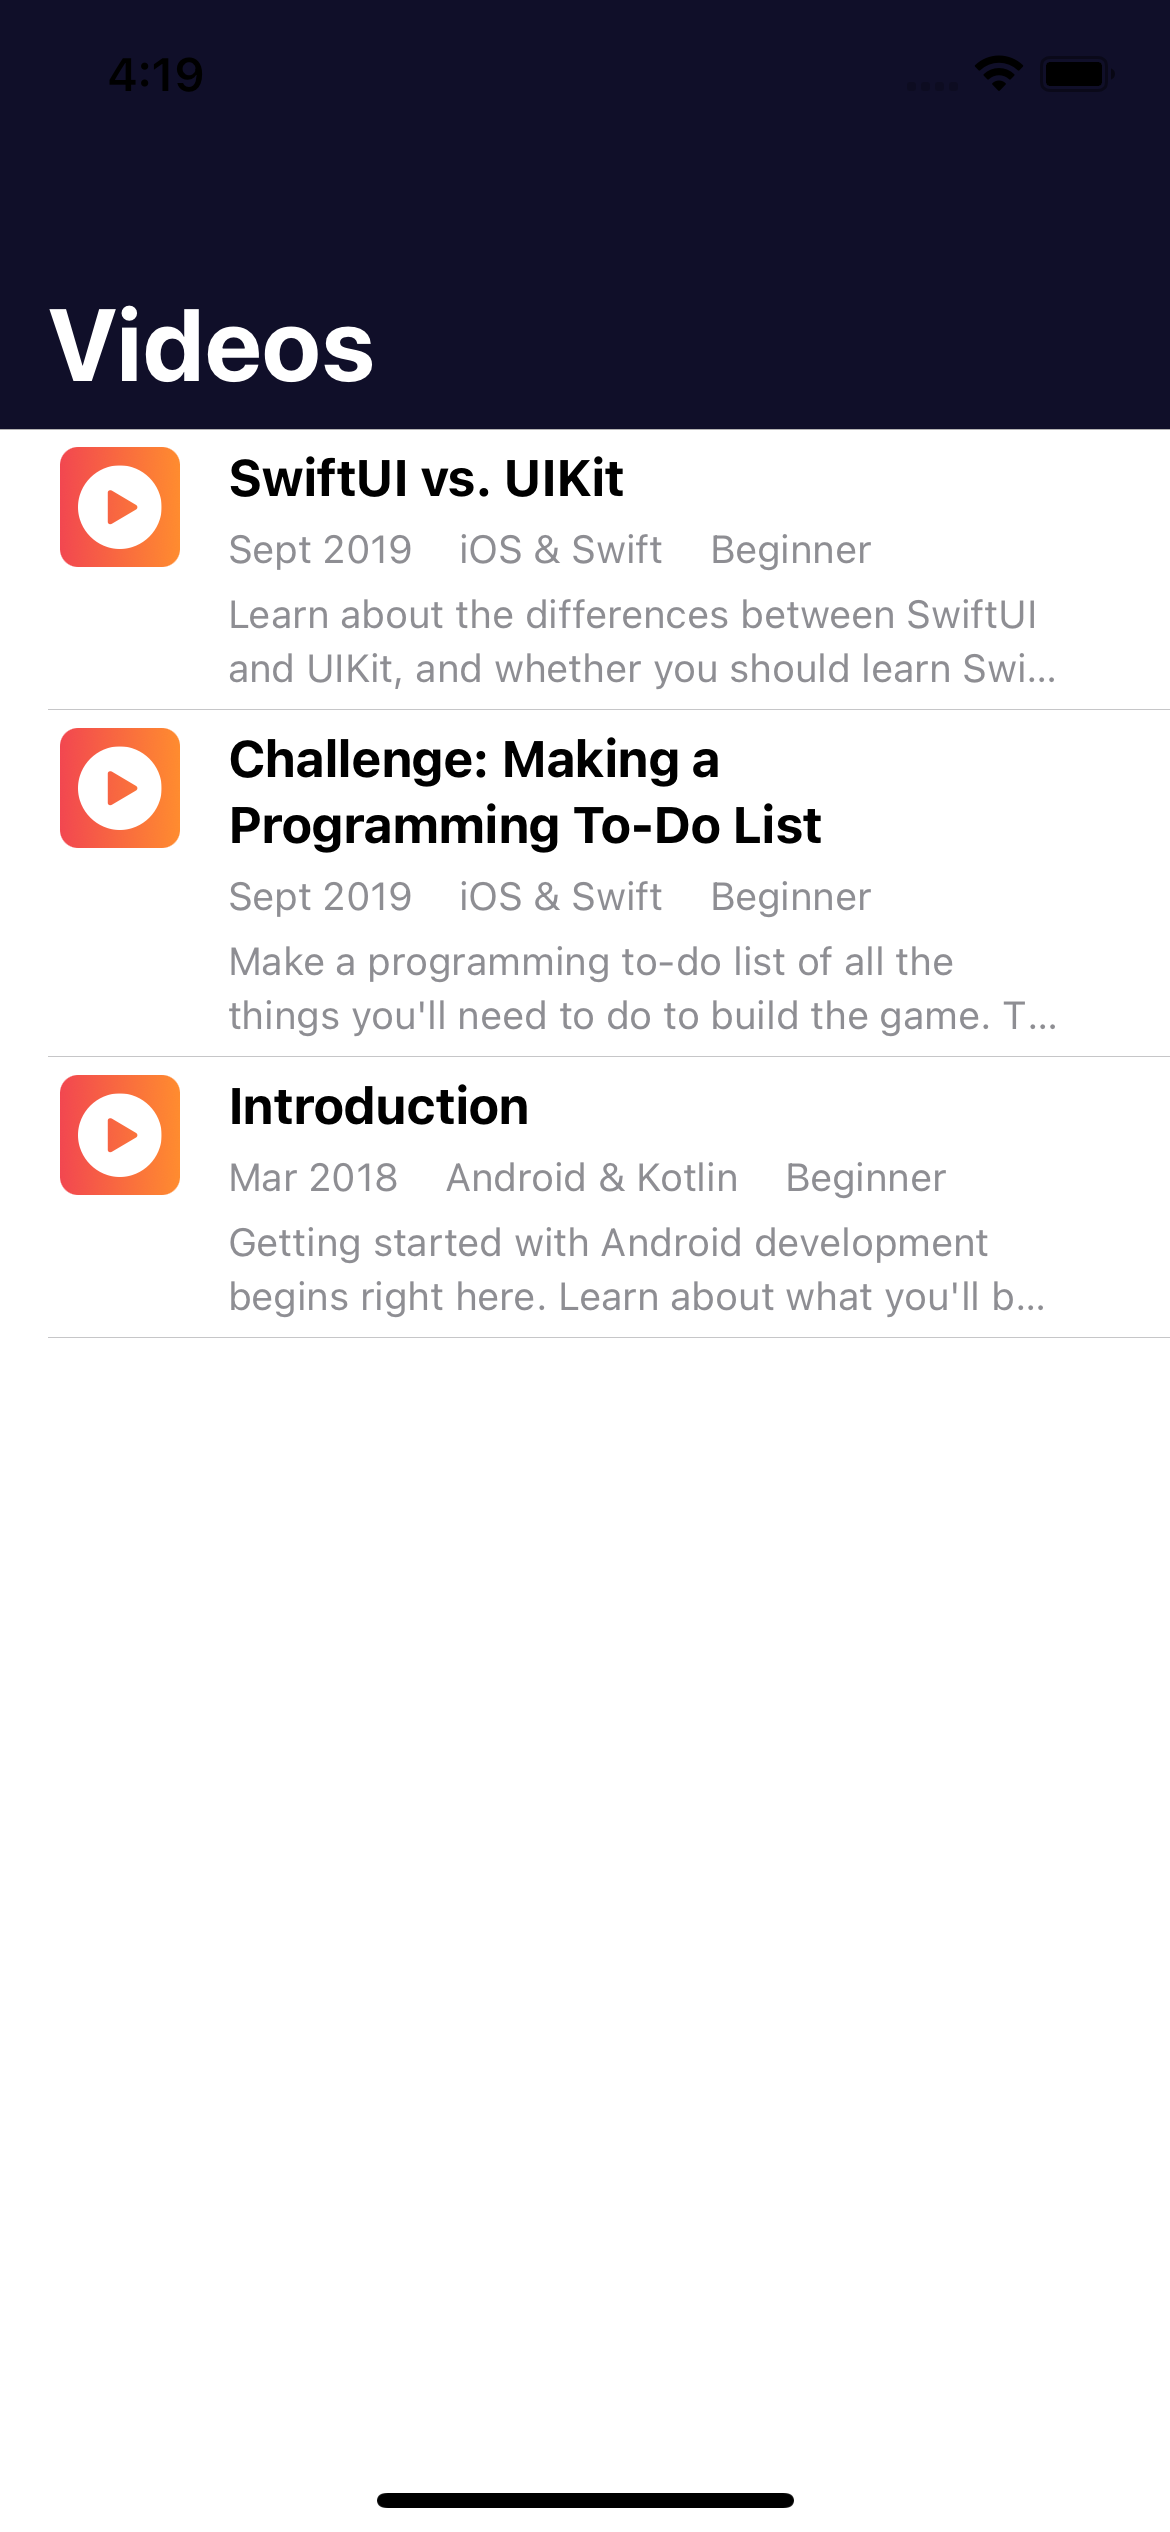 4:19
Videos
SwiftUI vs. UIKit
Sept 2019 iOS & Swift Beginner
Learn about the differences between SwiftUI
and UIKit, and whether you should learn Swi...
Challenge: Making a
Programming To-Do List
Sept 2019 iOS & Swift Beginner
Make a programming to-do list of all the
things you'll need to do to build the game. T...
Introduction
Mar 2018 Android & Kotlin Beginner
Getting started with Android development
begins right here. Learn about what you'll b...